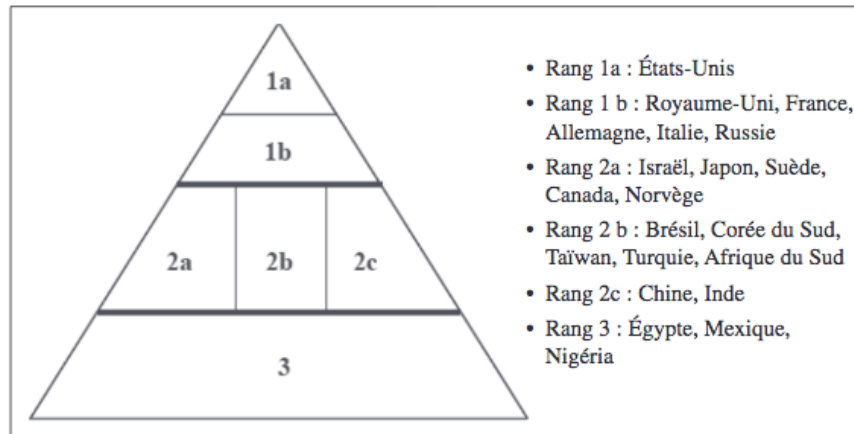 1a
1b
2a 2b 2c
3
• Rang 1a : États-Unis
• Rang 1 b : Royaume-Uni, France,
Allemagne, Italie, Russie
• Rang 2a : Israël, Japon, Suède,
Canada, Norvège
• Rang 2 b : Brésil, Corée du Sud,
Taïwan, Turquie, Afrique du Sud
• Rang 2c : Chine, Inde
• Rang 3 : Égypte, Mexique,
Nigéria